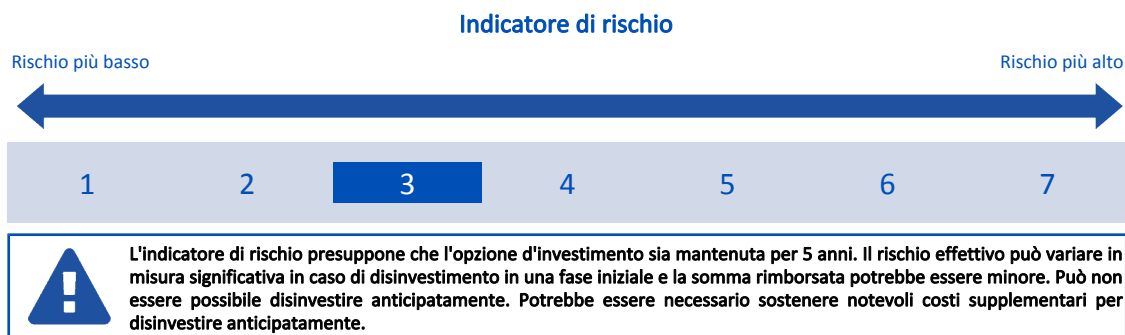 Indicatore di rischio
Rischio più basso
Rischio più alto
1 2 3 4 5 6 7
L'indicatore di rischio presuppone che l'opzione d'investimento sia mantenuta per 5 anni. Il rischio effettivo può variare in
misura significativa in caso di disinvestimento in una fase iniziale e la somma rimborsata potrebbe essere minore. Può non
essere possibile disinvestire anticipatamente. Potrebbe essere necessario sostenere notevoli costi supplementari per
disinvestire anticipatamente.